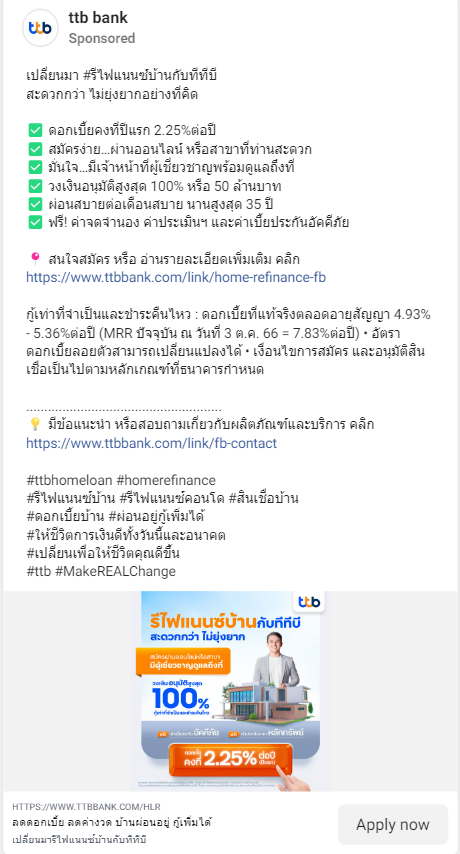 ttb
ttb bank
Sponsored
เปลี่ยนมา #รีไฟแนนซ์บ้านกับทีทีบี
สะดวกกว่า ไม่ยุ่งยากอย่างที่คิด
✅ ดอกเบี้ยคงที่ปีแรก 2.25%ต่อปี
✅ สมัครง่าย...ผ่านออนไลน์ หรือสาขาที่ท่านสะดวก
✅ มั่นใจ...มีเจ้าหน้าที่ผู้เชี่ยวชาญพร้อมดูแลถึงที่
✅ วงเงินอนุมัติสูงสุด 100% หรือ 50 ล้านบาท
✅ ผ่อนสบายต่อเดือนสบาย นานสูงสุด 35 ปี
✅ ฟรี! ค่าจดจำนอง ค่าประเมินฯ และค่าเบี้ยประกันอัคคีภัย
📍 สนใจสมัคร หรือ อ่านรายละเอียดเพิ่มเติม คลิก
https://www.ttbbank.com/link/home-refinance-fb
กู้เท่าที่จำเป็นและชำระคืนไหว : ดอกเบี้ยที่แท้จริงตลอดอายุสัญญา 4.93%
- 5.36%ต่อปี (MRR ปัจจุบัน ณ วันที่ 3 ต.ค. 66 = 7.83%ต่อปี) • อัตรา
ดอกเบี้ยลอยตัวสามารถเปลี่ยนแปลงได้ • เงื่อนไขการสมัคร และอนุมัติสิน
เชื่อเป็นไปตามหลักเกณฑ์ที่ธนาคารกำหนด
......................................................
💡 มีข้อแนะนำ หรือสอบถามเกี่ยวกับผลิตภัณฑ์และบริการ คลิก
https://www.ttbbank.com/link/fb-contact
#ttbhomeloan #homerefinance
#รีไฟแนนซ์บ้าน #รีไฟแนนซ์คอนโด #สินเชื่อบ้าน
#ดอกเบี้ยบ้าน #ผ่อนอยู่กู้เพิ่มได้
#ให้ชีวิตการเงินดีทั้งวันนี้และอนาคต
#เปลี่ยนเพื่อให้ชีวิตคุณดีขึ้น
#ttb #MakeREALChange
ttb
รีไฟแนนซ์บ้านกับทีทีบี
สะดวกกว่า ไม่ยุ่งยาก
สมัครผ่านออนไลน์หรือสาขา
มีผู้เชี่ยวชาญดูแลถึงที่
วงเงินอนุมัติสูงสุด
100%
กู้เท่าที่จำเป็นและชำระคืนไหว
อัคคีภัย
หลักทรัพย์
คงที่ 2.25% ต่อปี
HTTPS://WWW.TTBBANK.COM/HLR
ลดดอกเบี้ย ลดค่างวด บ้านผ่อนอยู่ กู้เพิ่มได้
เปลี่ยนมารีไฟแนนซ์บ้านกับทีทีบี
Apply now